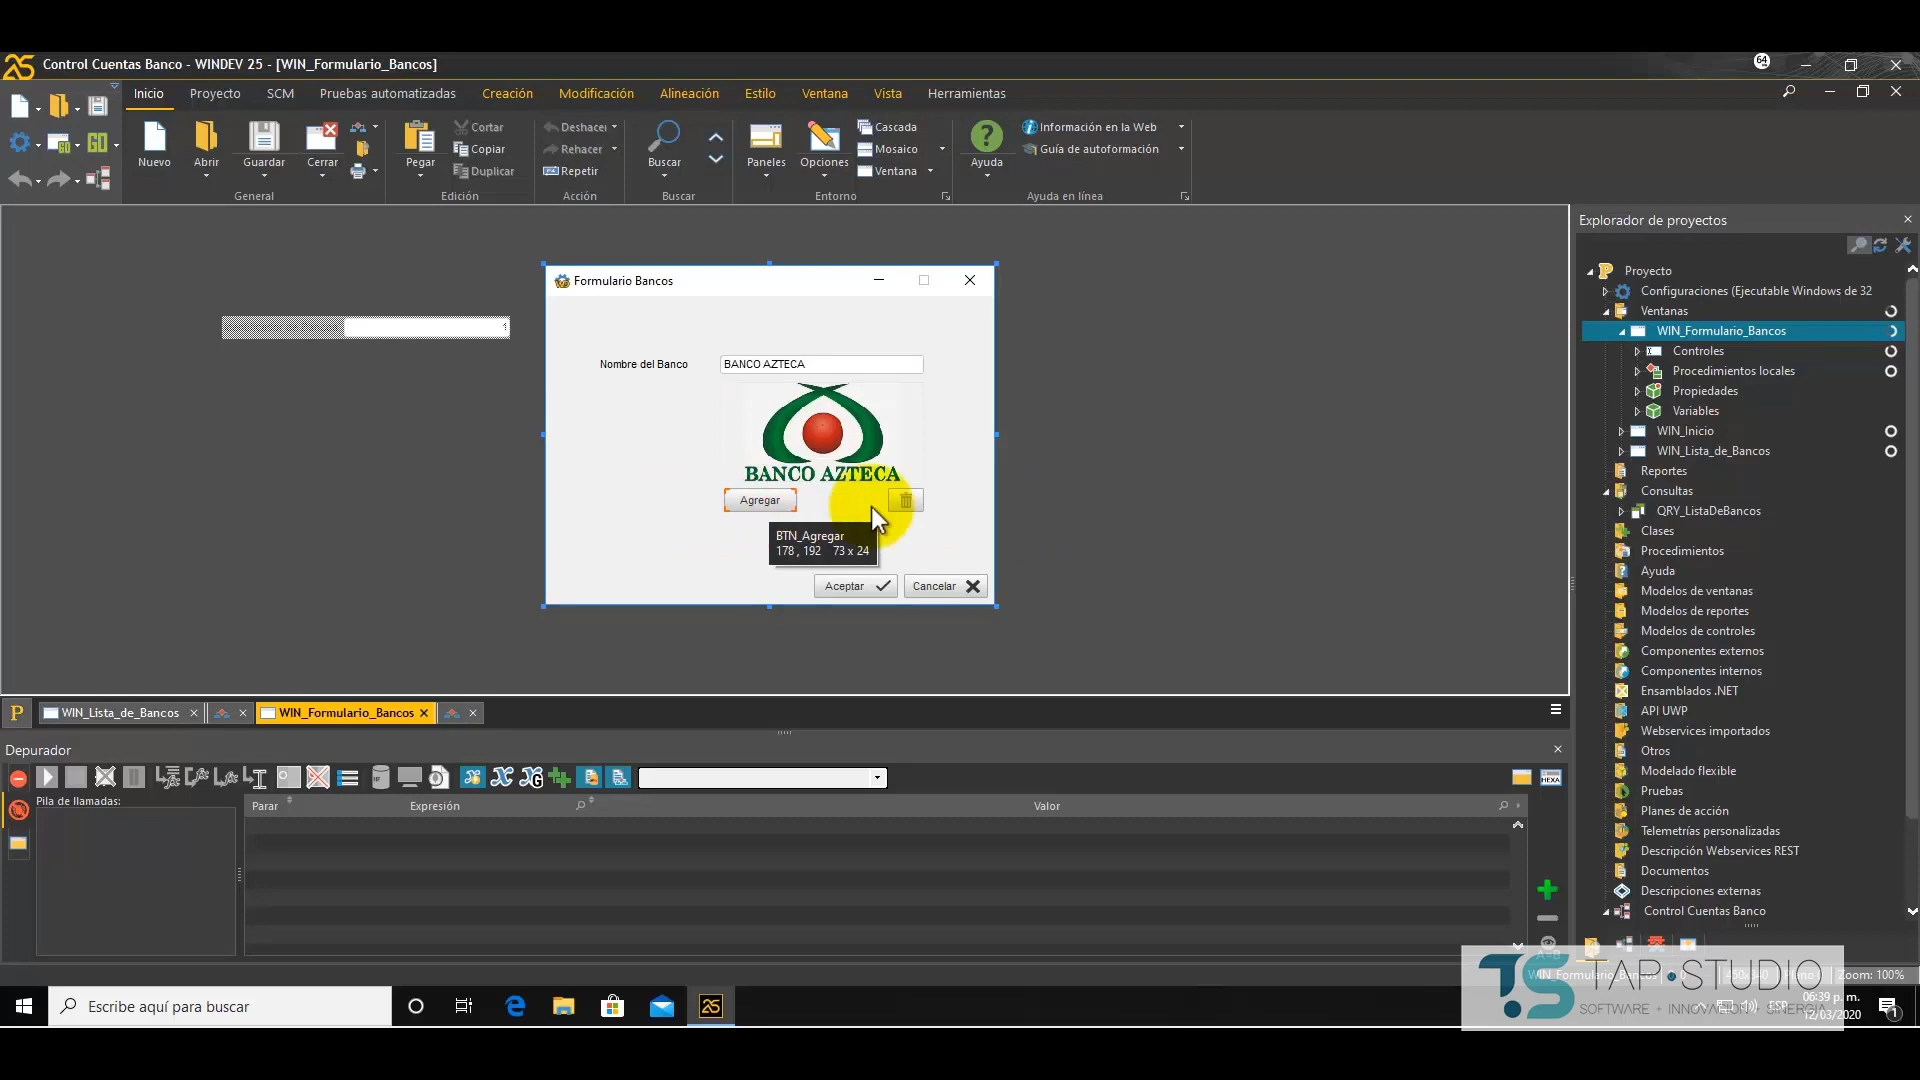 Control Cuentas Banco - WINDEV 25 - [WIN_Formulario_Bancos]
64
Inicio Proyecto SCM Pruebas automatizadas Creación Modificación Alineación Estilo Ventana Vista Herramientas
Nuevo Abrir Guardar Cerrar Pegar Cortar Copiar Duplicar Deshacer Rehacer Repetir Buscar Paneles Opciones Cascada Mosaico Ventana Ayuda Información en la Web Guía de autoformación
General Edición Acción Buscar Entorno Ayuda en línea
Formulario Bancos
Nombre del Banco BANCO AZTECA
BANCO AZTECA
Agregar
BTN_Agregar
178 , 192 73 x 24
Aceptar Cancelar
Explorador de proyectos
Proyecto
Configuraciones (Ejecutable Windows de 32
Ventanas
WIN_Formulario_Bancos
Controles
Procedimientos locales
Propiedades
Variables
WIN_Inicio
WIN_Lista_de_Bancos
Reportes
Consultas
QRY_ListaDeBancos
Clases
Procedimientos
Ayuda
Modelos de ventanas
Modelos de reportes
Modelos de controles
Componentes externos
Componentes internos
Ensamblados .NET
API UWP
Webservices importados
Otros
Modelado flexible
Pruebas
Planes de acción
Telemetrías personalizadas
Descripción Webservices REST
Documentos
Descripciones externas
Control Cuentas Banco
P WIN_Lista_de_Bancos WIN_Formulario_Bancos
Depurador
HEXA
Pila de llamadas: Parar Expresión Valor
WIN_Formulario_Bancos Zoom: 100%
TAP STUDIO
SOFTWARE + INNOVACIÓN SINERGIA
Escribe aquí para buscar
25
ESP
06:39 p. m.
12/03/2020
1